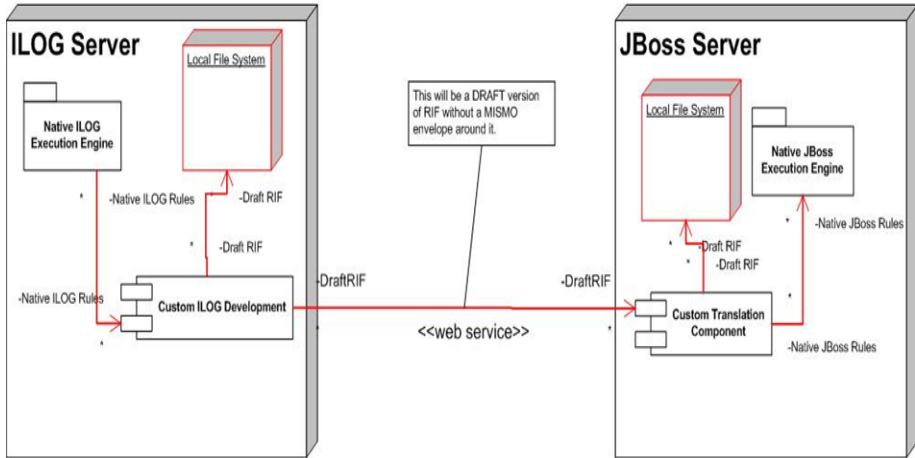 ILOG Server
Local File System
Native ILOG
Execution Engine
*
-Native ILOG Rules
-Draft RIF
*
-Draft RIF
-Native ILOG Rules
*
Custom ILOG Development
-DraftRIF
*
This will be a DRAFT version
of RIF without a MISMO
envelope around it.
<<web service>>
-DraftRIF
*
JBoss Server
Local File System
Native JBoss
Execution Engine
*
-Draft RIF
*
-Draft RIF
*
-Native JBoss Rules
*
-Native JBoss Rules
Custom Translation
Component